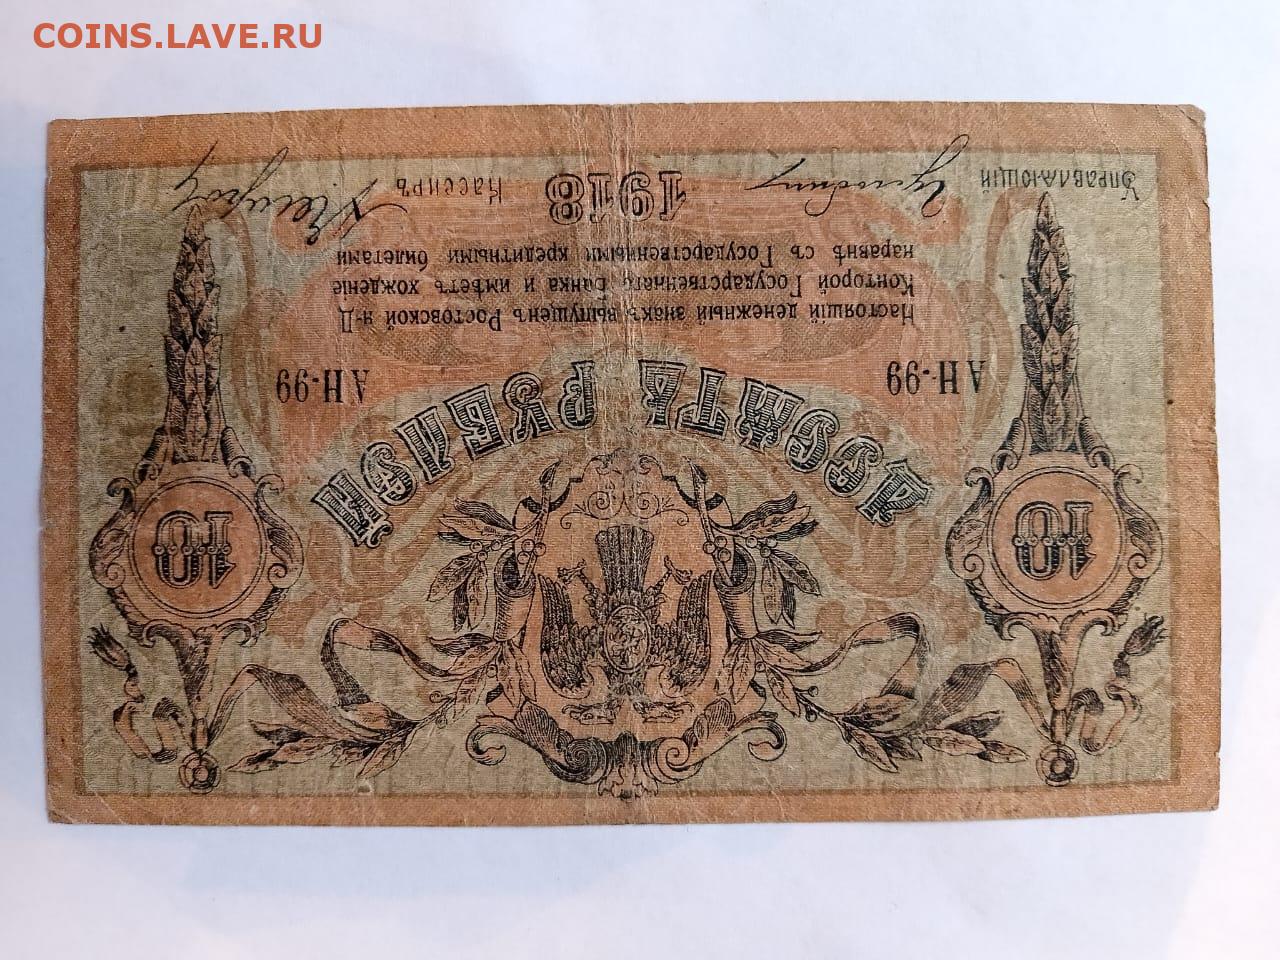 COINS.LAVE.RU
10
10
ДЕСЯТЬ РУБЛЕЙ
АН-99
АН-99
Настоящій денежный знакъ выпущенъ Ростовской н-Д
Конторой Государственнаго Банка и имѣетъ хожденіе
наравнѣ съ Государственными кредитными билетами
1918
Управляющій
Кассиръ